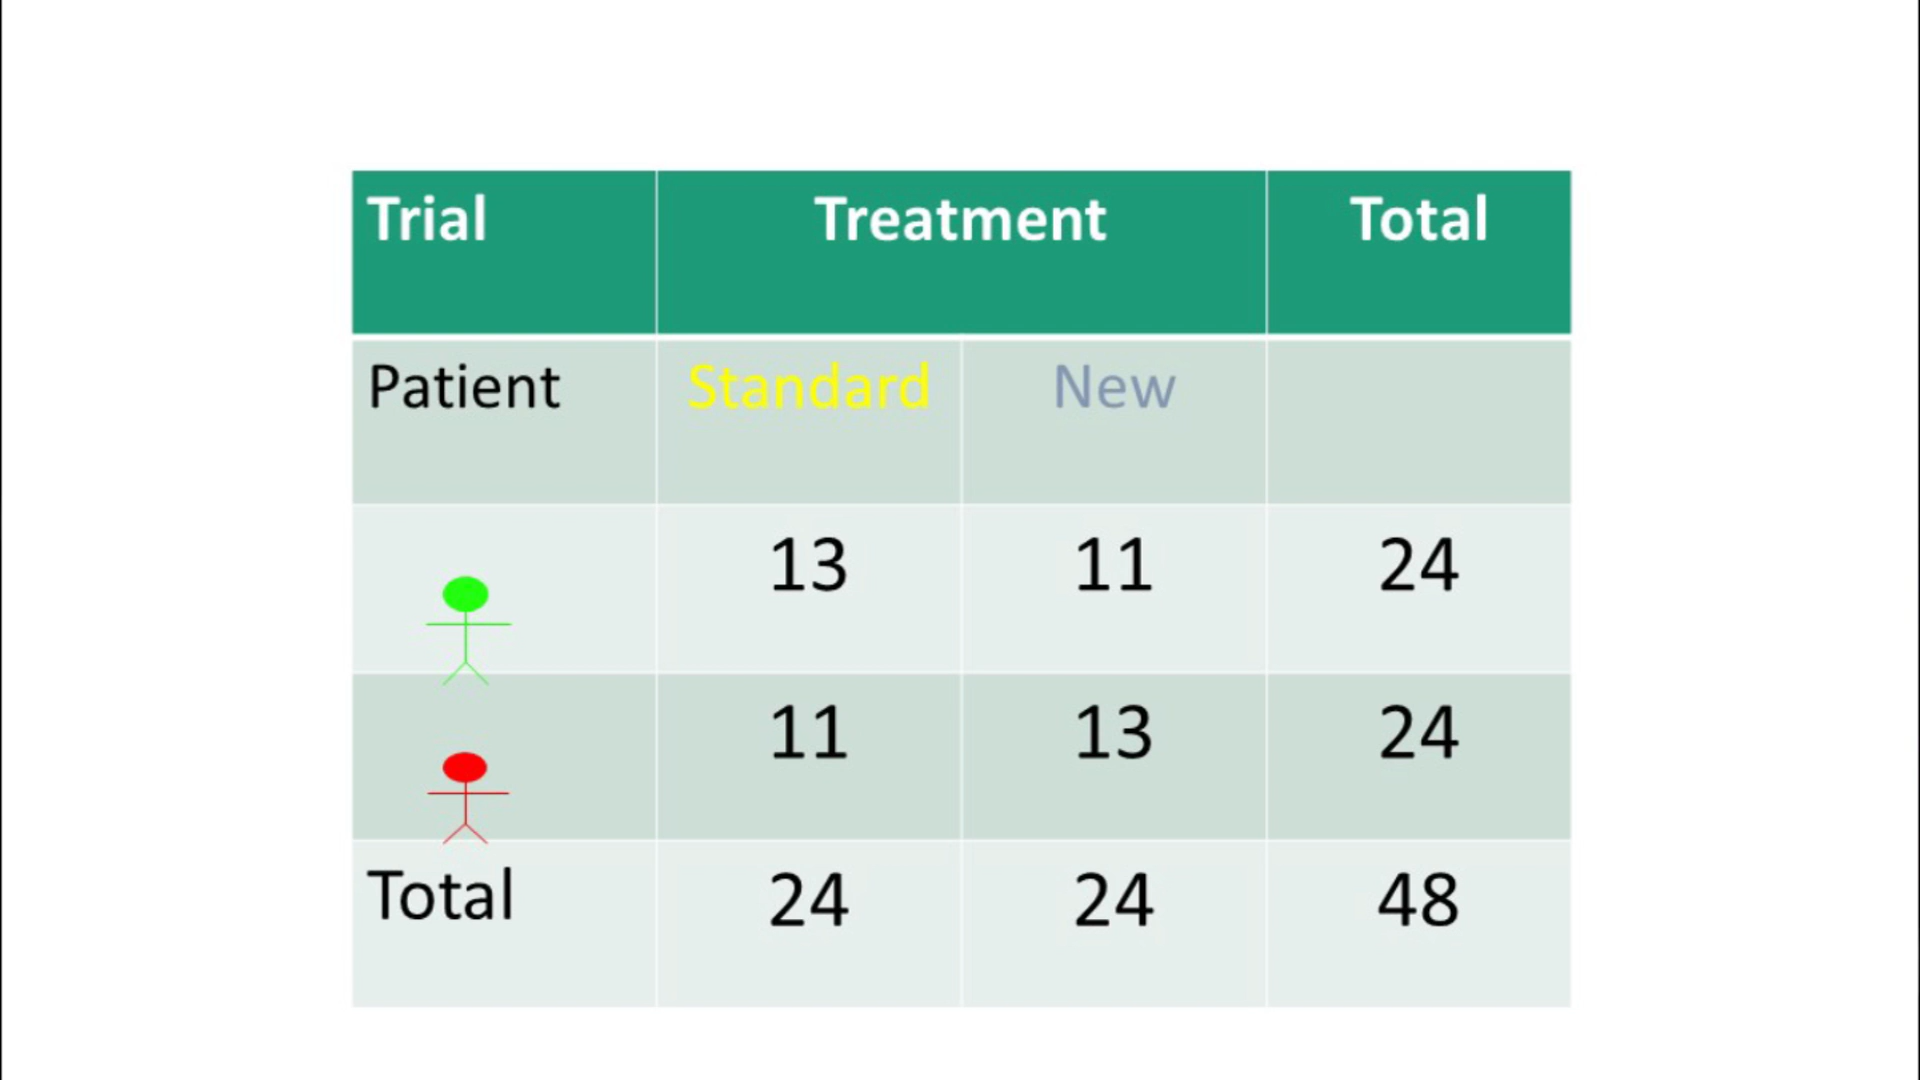 Trial Treatment Total
Patient Standard New
13 11 24
11 13 24
Total 24 24 48